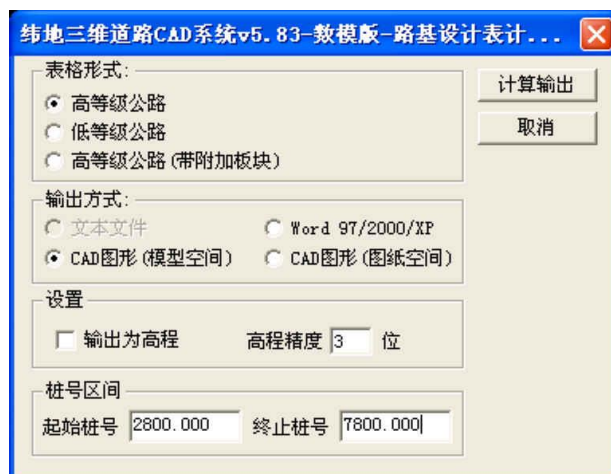 纬地三维道路CAD系统v5.83-数模版-路基设计表计...
表格形式:
高等级公路
低等级公路
高等级公路(带附加板块)
计算输出
取消
输出方式:
文本文件 Word 97/2000/XP
CAD图形(模型空间) CAD图形(图纸空间)
设置
输出为高程 高程精度 3 位
桩号区间
起始桩号 2800.000 终止桩号 7800.000